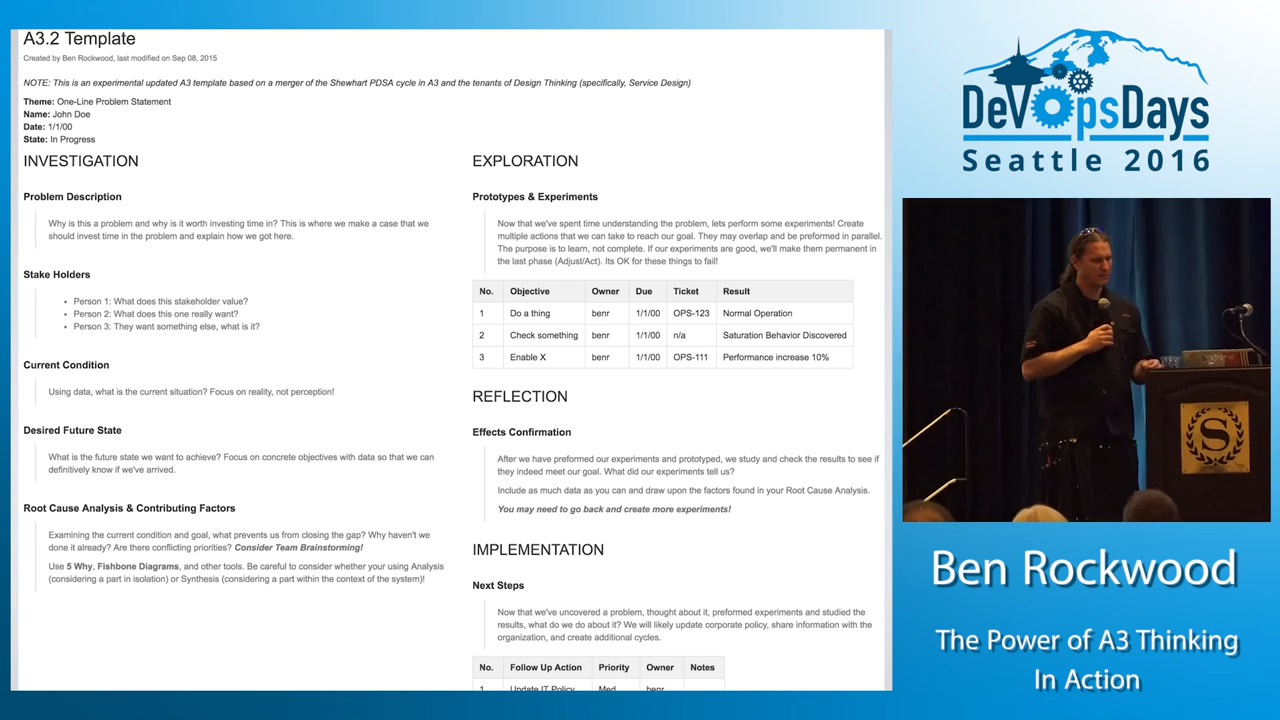 A3.2 Template
Created by Ben Rockwood, last modified on Sep 08, 2015
NOTE: This is an experimental updated A3 template based on a merger of the Shewhart PDSA cycle in A3 and the tenants of Design Thinking (specifically, Service Design)
Theme: One-Line Problem Statement
Name: John Doe
Date: 1/1/00
State: In Progress
INVESTIGATION
Problem Description
Why is this a problem and why is it worth investing time in? This is where we make a case that we
should invest time in the problem and explain how we got here.
Stake Holders
• Person 1: What does this stakeholder value?
• Person 2: What does this one really want?
• Person 3: They want something else, what is it?
Current Condition
Using data, what is the current situation? Focus on reality, not perception!
Desired Future State
What is the future state we want to achieve? Focus on concrete objectives with data so that we can
definitively know if we've arrived.
Root Cause Analysis & Contributing Factors
Examining the current condition and goal, what prevents us from closing the gap? Why haven't we
done it already? Are there conflicting priorities? Consider Team Brainstorming!
Use 5 Why, Fishbone Diagrams, and other tools. Be careful to consider whether your using Analysis
(considering a part in isolation) or Synthesis (considering a part within the context of the system)!
EXPLORATION
Prototypes & Experiments
Now that we've spent time understanding the problem, lets perform some experiments! Create
multiple actions that we can take to reach our goal. They may overlap and be preformed in parallel.
The purpose is to learn, not complete. If our experiments are good, we'll make them permanent in
the last phase (Adjust/Act). Its OK for these things to fail!
No. Objective Owner Due Ticket Result
1 Do a thing benr 1/1/00 OPS-123 Normal Operation
2 Check something benr 1/1/00 n/a Saturation Behavior Discovered
3 Enable X benr 1/1/00 OPS-111 Performance increase 10%
REFLECTION
Effects Confirmation
After we have preformed our experiments and prototyped, we study and check the results to see if
they indeed meet our goal. What did our experiments tell us?
Include as much data as you can and draw upon the factors found in your Root Cause Analysis.
You may need to go back and create more experiments!
IMPLEMENTATION
Next Steps
Now that we've uncovered a problem, thought about it, preformed experiments and studied the
results, what do we do about it? We will likely update corporate policy, share information with the
organization, and create additional cycles.
No. Follow Up Action Priority Owner Notes
1 Update IT Policy Med benr
DevOpsDays
Seattle 2016
S
Ben Rockwood
The Power of A3 Thinking
In Action